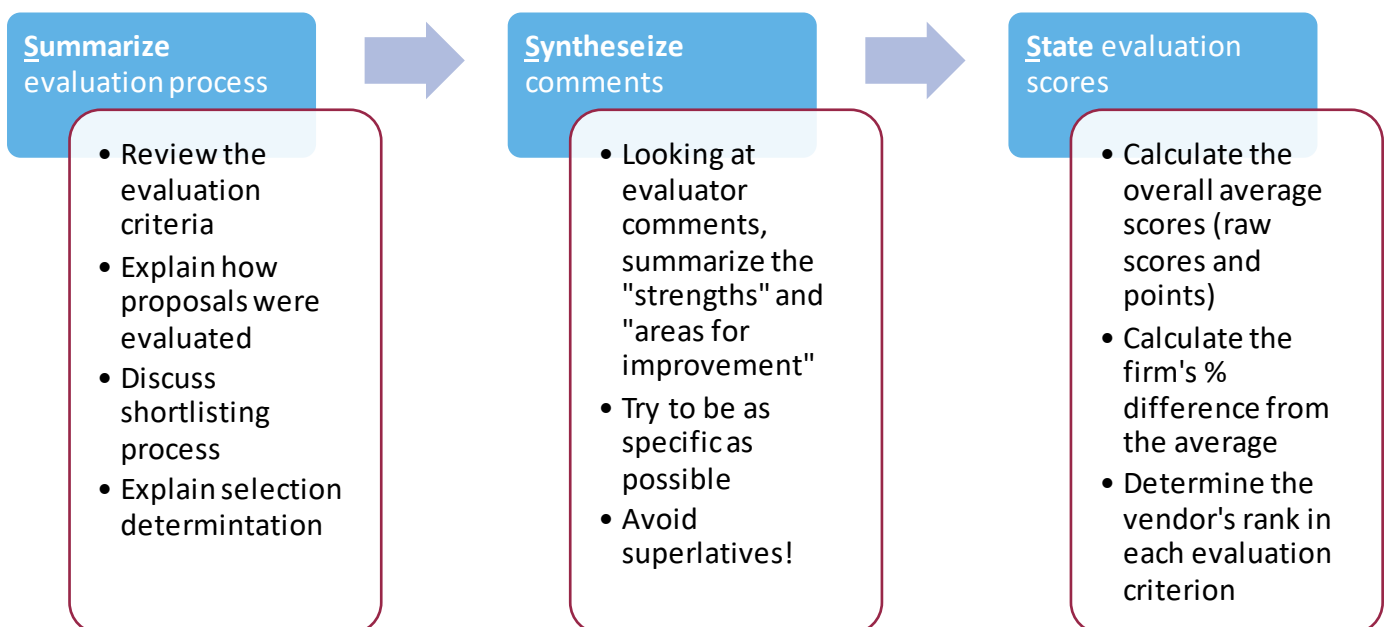 Summarize
evaluation process
• Review the
evaluation
criteria
• Explain how
proposals were
evaluated
• Discuss
shortlisting
process
• Explain selection
determintation
Syntheseize
comments
• Looking at
evaluator
comments,
summarize the
"strengths" and
"areas for
improvement"
• Try to be as
specific as
possible
• Avoid
superlatives!
State evaluation
scores
• Calculate the
overall average
scores (raw
scores and
points)
• Calculate the
firm's %
difference from
the average
• Determine the
vendor's rank in
each evaluation
criterion